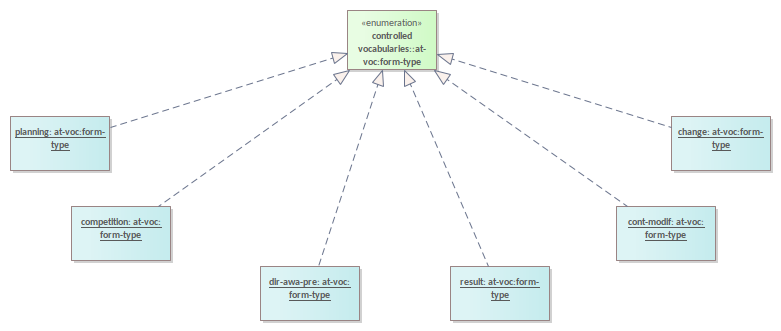 «enumeration»
controlled
vocabularies::at-
voc:form-type
planning: at-voc:form-
type
change: at-voc:form-
type
competition: at-voc:
form-type
cont-modif: at-voc:
form-type
dir-awa-pre: at-voc:
form-type
result: at-voc:form-
type